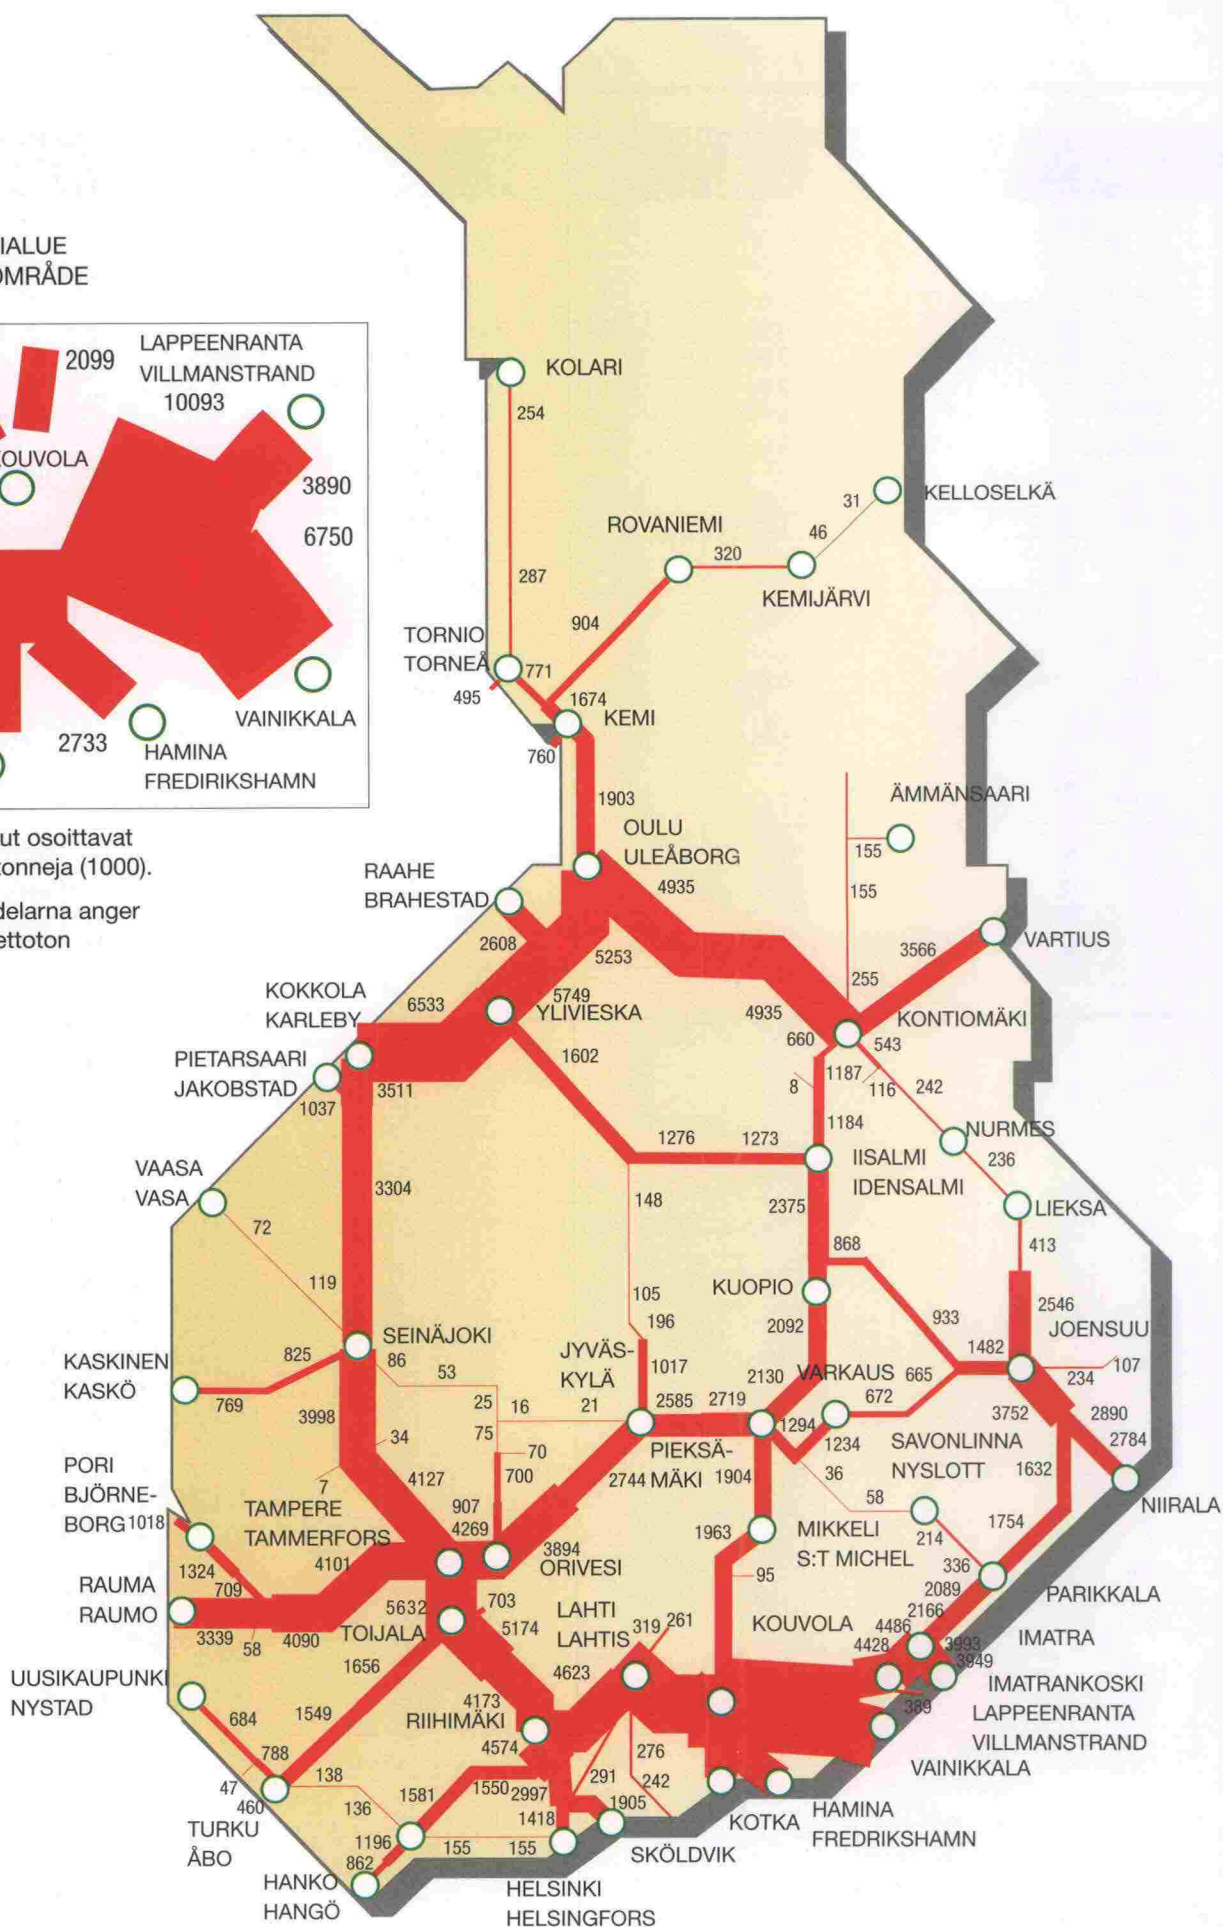 IALUE
OMRÅDE
2099
LAPPEENRANTA
VILLMANSTRAND
10093
OUVOLA
3890
6750
VAINIKKALA
2733
HAMINA
FREDIRIKSHAMN
ut osoittavat
tonneja (1000).
delarna anger
ettoton
KOLARI
254
31
KELLOSELKÄ
46
ROVANIEMI
320
KEMIJÄRVI
287
904
TORNIO
TORNEÅ
771
495
1674
KEMI
760
1903
ÄMMÄNSAARI
OULU
ULEÅBORG
155
RAAHE
BRAHESTAD
4935
155
2608
5253
3566
VARTIUS
255
KOKKOLA
KARLEBY
6533
5749
YLIVIESKA
4935
KONTIOMÄKI
660
543
PIETARSAARI
JAKOBSTAD
3511
1602
1187
8
116
242
1037
1184
NURMES
1276
1273
IISALMI
IDENSALMI
236
VAASA
VASA
3304
148
2375
LIEKSA
72
868
413
119
105
KUOPIO
196
933
2546
JOENSUU
SEINÄJOKI
2092
1482
107
KASKINEN
KASKÖ
825
86
53
JYVÄS-
KYLÄ
1017
2130
VARKAUS
665
234
769
25
16
21
2585
2719
672
3998
75
1294
3752
2890
34
70
PIEKSÄ-
MÄKI
1234
SAVONLINNA
NYSLOTT
2784
PORI
BJÖRNE-
BORG
1018
7
4127
700
2744
1904
36
1632
NIIRALA
TAMPERE
TAMMERFORS
907
58
4269
1963
MIKKELI
S:T MICHEL
214
1754
1324
4101
3894
ORIVESI
95
336
RAUMA
RAUMO
709
2089
PARIKKALA
703
LAHTI
LAHTIS
319
261
KOUVOLA
2166
3339
58
4090
5632
TOIJALA
5174
4486
IMATRA
4428
3993
1656
4623
3949
UUSIKAUPUNKI
NYSTAD
IMATRANKOSKI
684
1549
4173
389
LAPPEENRANTA
VILLMANSTRAND
RIIHIMÄKI
4574
276
VAINIKKALA
788
47
138
1581
1550
2997
291
242
460
136
1418
1905
KOTKA
HAMINA
FREDRIKSHAMN
TURKU
ÅBO
1196
155
155
SKÖLDVIK
862
HANKO
HANGÖ
HELSINKI
HELSINGFORS